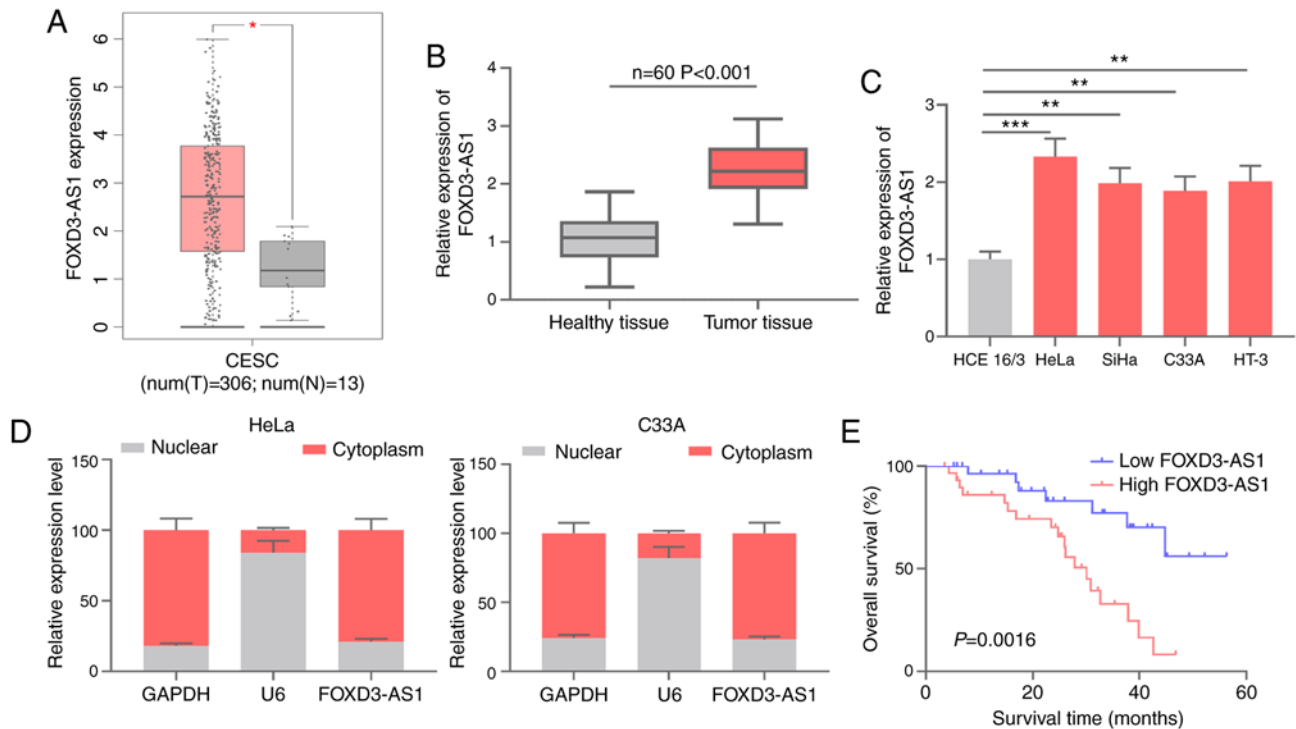 A
FOXD3-AS1 expression
6
5
4
3
2
1
0
*
CESC
(num(T)=306; num(N)=13)
B
Relative expression of
FOXD3-AS1
4
3
2
1
0
n=60 P<0.001
Healthy tissue
Tumor tissue
C
Relative expression of
FOXD3-AS1
3
2
1
0
**
**
**
***
HCE 16/3
HeLa
SiHa
C33A
HT-3
D
HeLa
Nuclear
Cytoplasm
Relative expression level
150
100
50
0
GAPDH
U6
FOXD3-AS1
C33A
Nuclear
Cytoplasm
Relative expression level
150
100
50
0
GAPDH
U6
FOXD3-AS1
E
Overall survival (%)
100
50
0
Low FOXD3-AS1
High FOXD3-AS1
P=0.0016
0
20
40
60
Survival time (months)